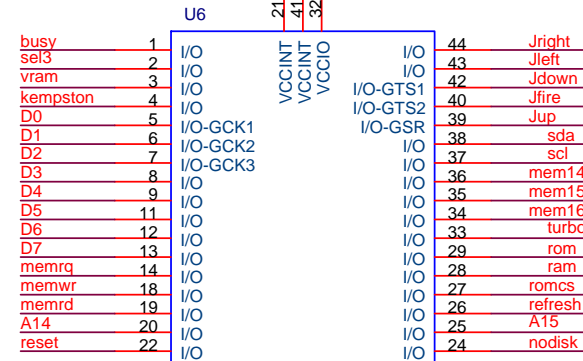 U6
21 41 32
VCCINT VCCINT VCCIO
busy 1 I/O I/O 44 Jright
sel3 2 I/O I/O 43 Jleft
vram 3 I/O I/O-GTS1 42 Jdown
kempston 4 I/O I/O-GTS2 40 Jfire
D0 5 I/O-GCK1 I/O-GSR 39 Jup
D1 6 I/O-GCK2 I/O 38 sda
D2 7 I/O-GCK3 I/O 37 scl
D3 8 I/O I/O 36 mem14
D4 9 I/O I/O 35 mem15
D5 11 I/O I/O 34 mem16
D6 12 I/O I/O 33 turbo
D7 13 I/O I/O 29 rom
memrq 14 I/O I/O 28 ram
memwr 18 I/O I/O 27 romcs
memrd 19 I/O I/O 26 refresh
A14 20 I/O I/O 25 A15
reset 22 I/O I/O 24 nodisk